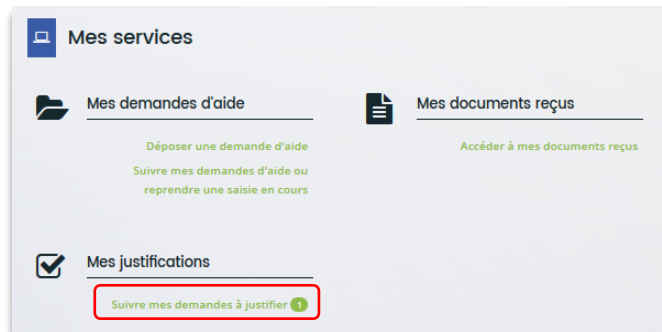 Mes services
Mes demandes d'aide
Déposer une demande d'aide
Suivre mes demandes d'aide ou
reprendre une saisie en cours
Mes documents reçus
Accéder à mes documents reçus
Mes justifications
Suivre mes demandes à justifier 1